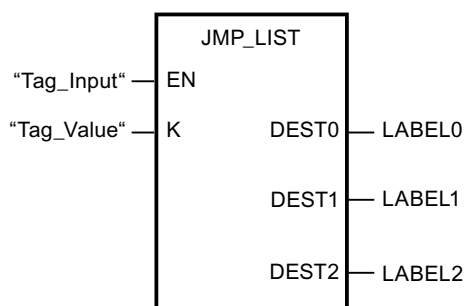 JMP_LIST
“Tag_Input“ EN
“Tag_Value“ K DEST0 LABEL0
DEST1 LABEL1
DEST2 LABEL2